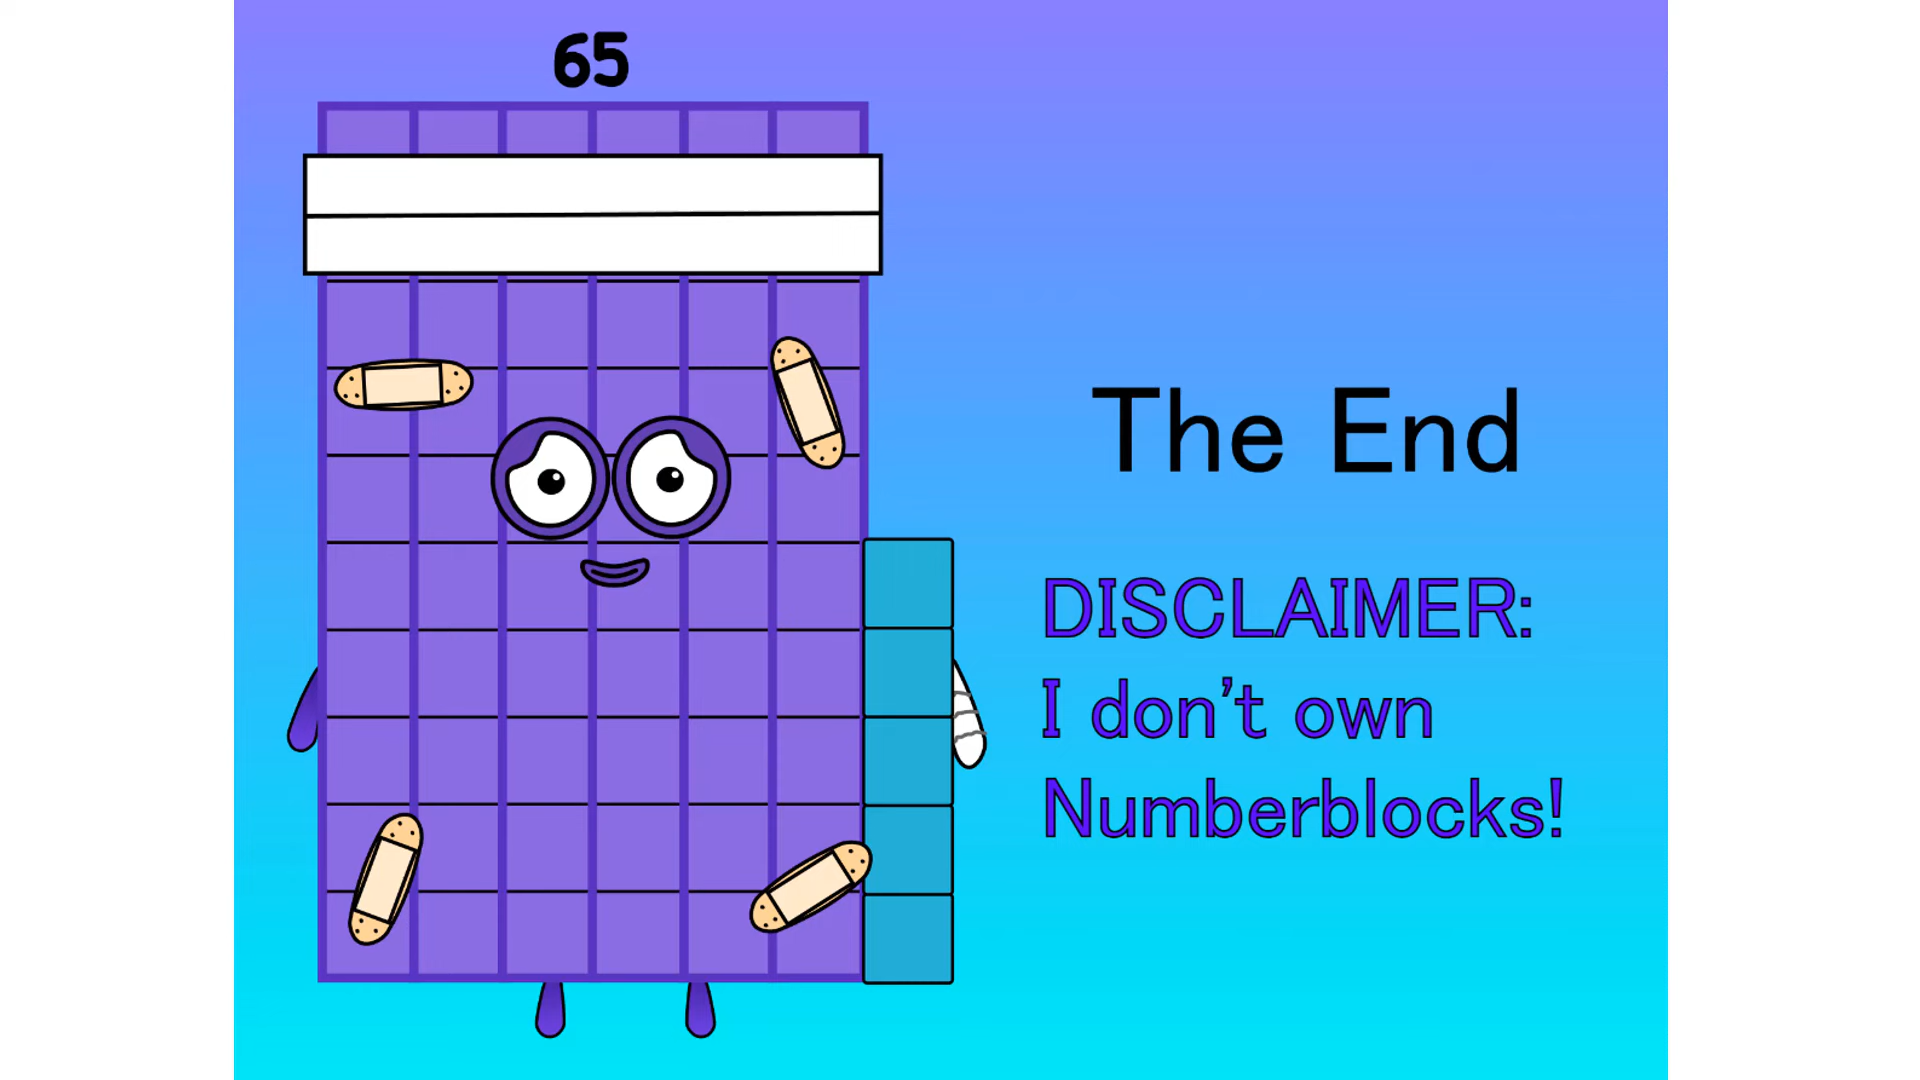 65
The End
DISCLAIMER:
I don't own
Numberblocks!